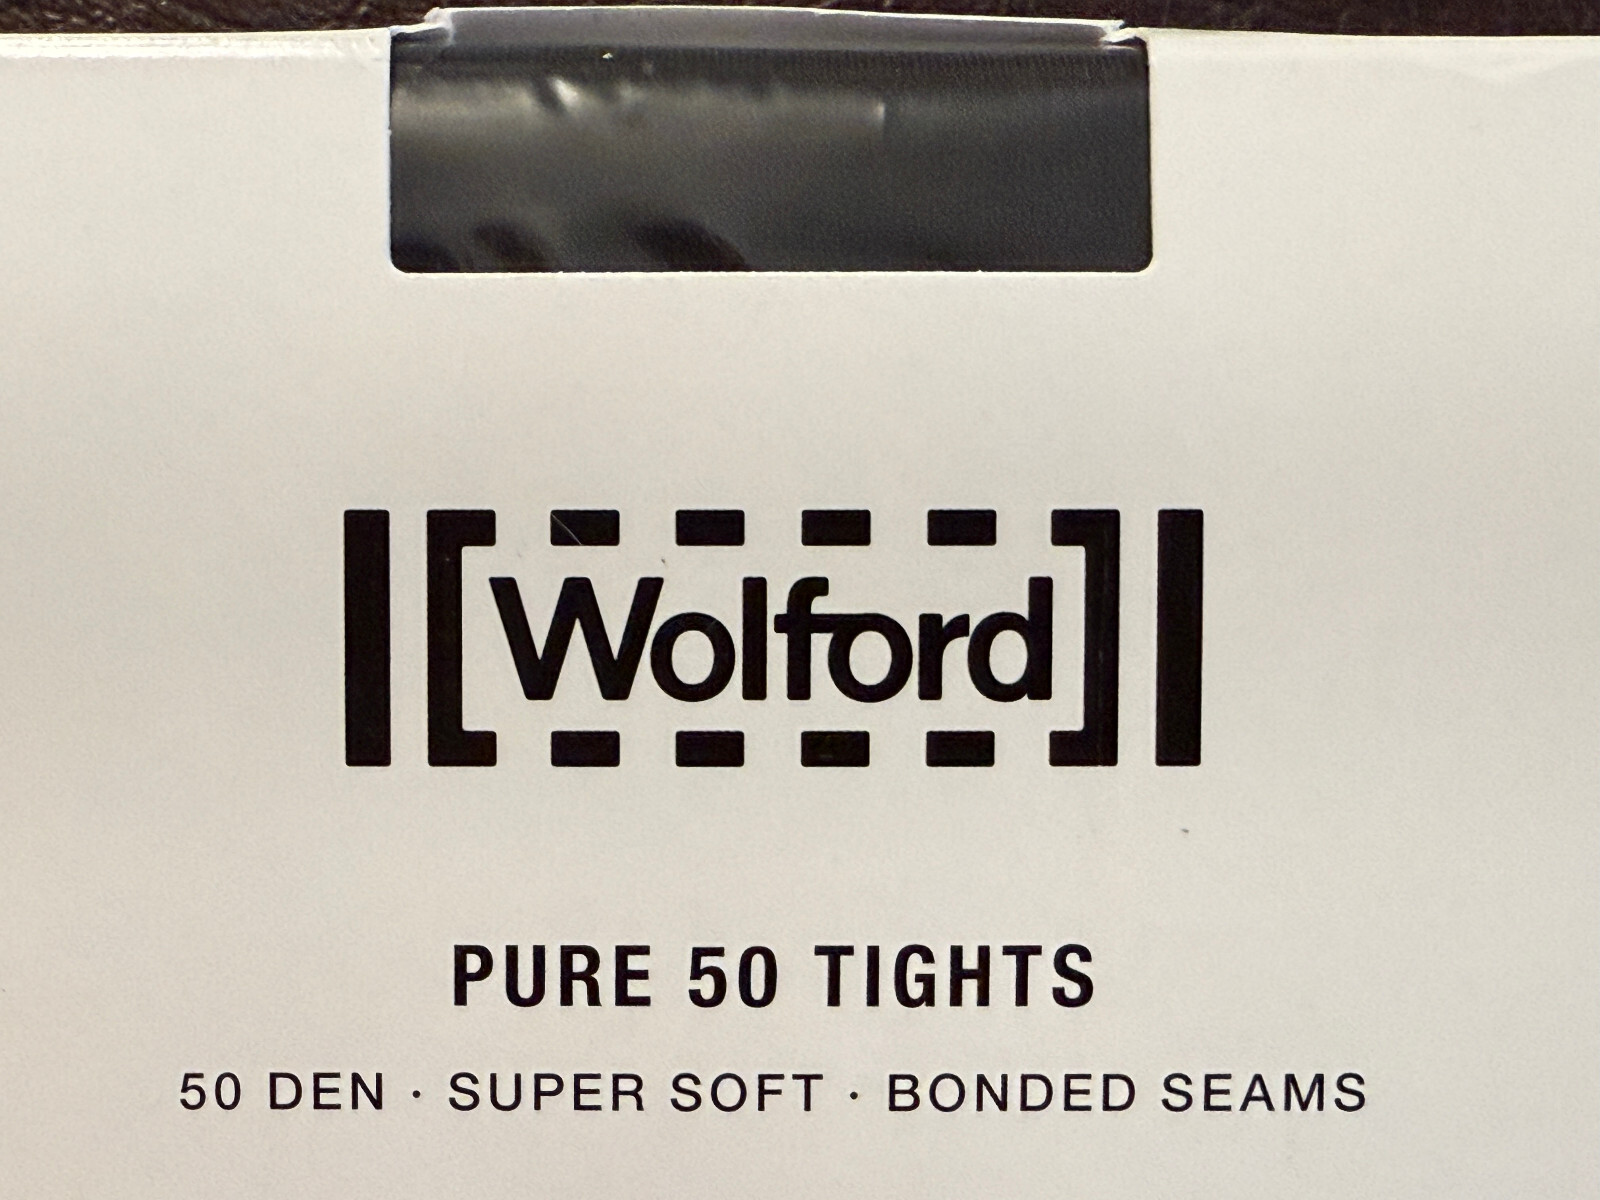 Wolford
PURE 50 TIGHTS
50 DEN · SUPER SOFT · BONDED SEAMS